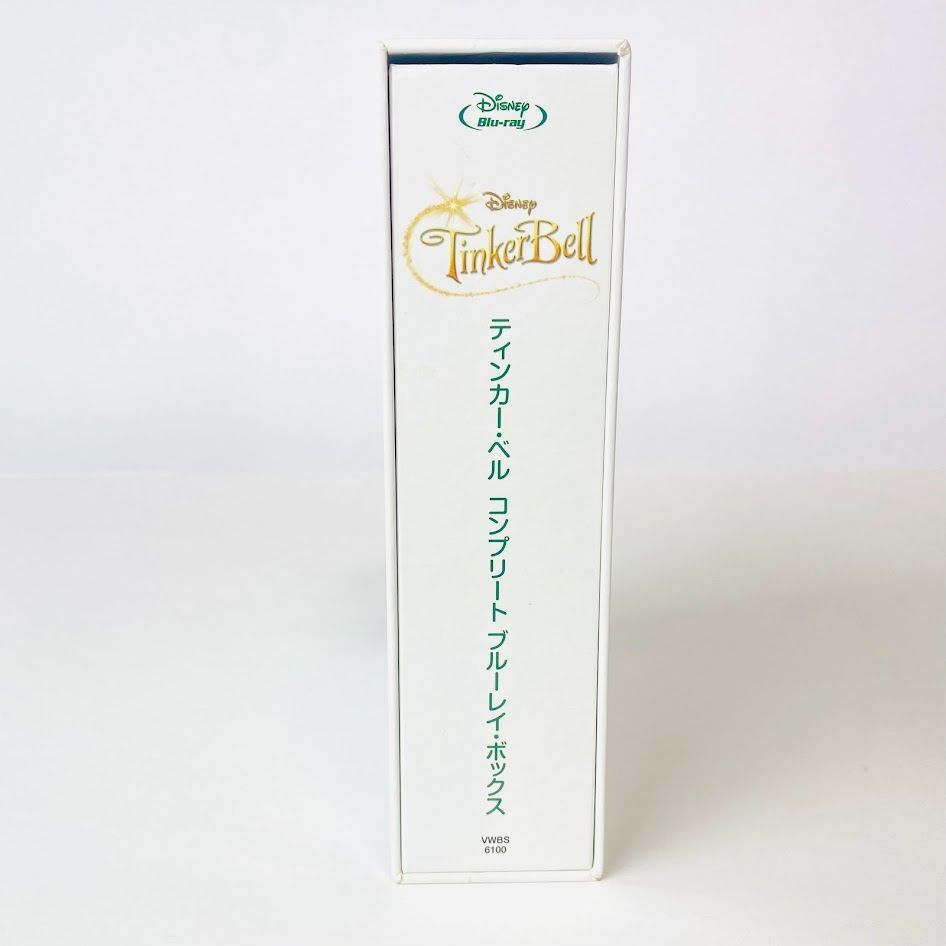 Disney
Blu-ray
Disney
TinkerBell
ティンカー・ベル コンプリート ブルーレイ・ボックス
VWBS
6100